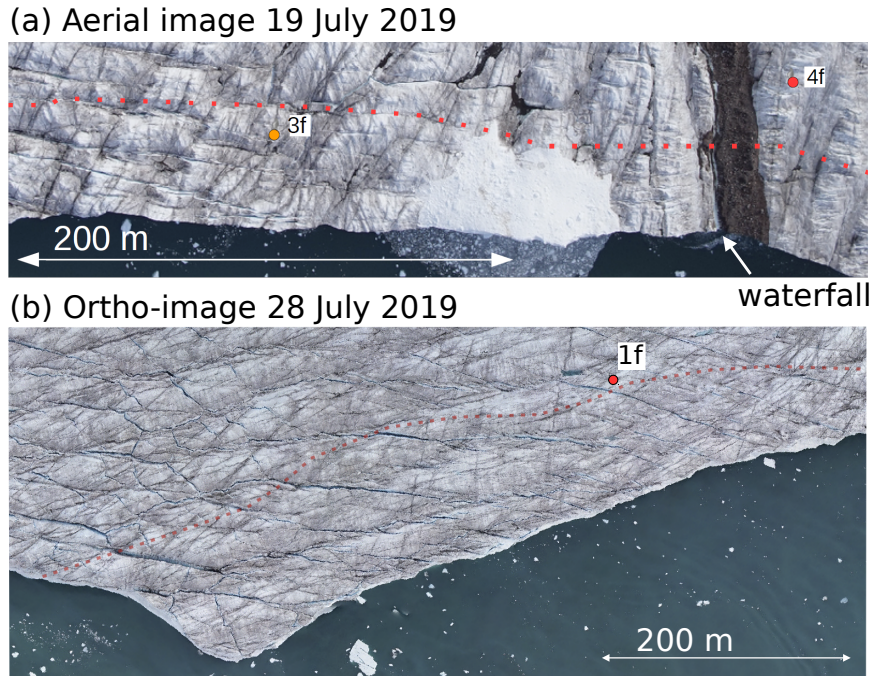 (a) Aerial image 19 July 2019
4f
3f
200 m
waterfall
(b) Ortho-image 28 July 2019
1f
200 m